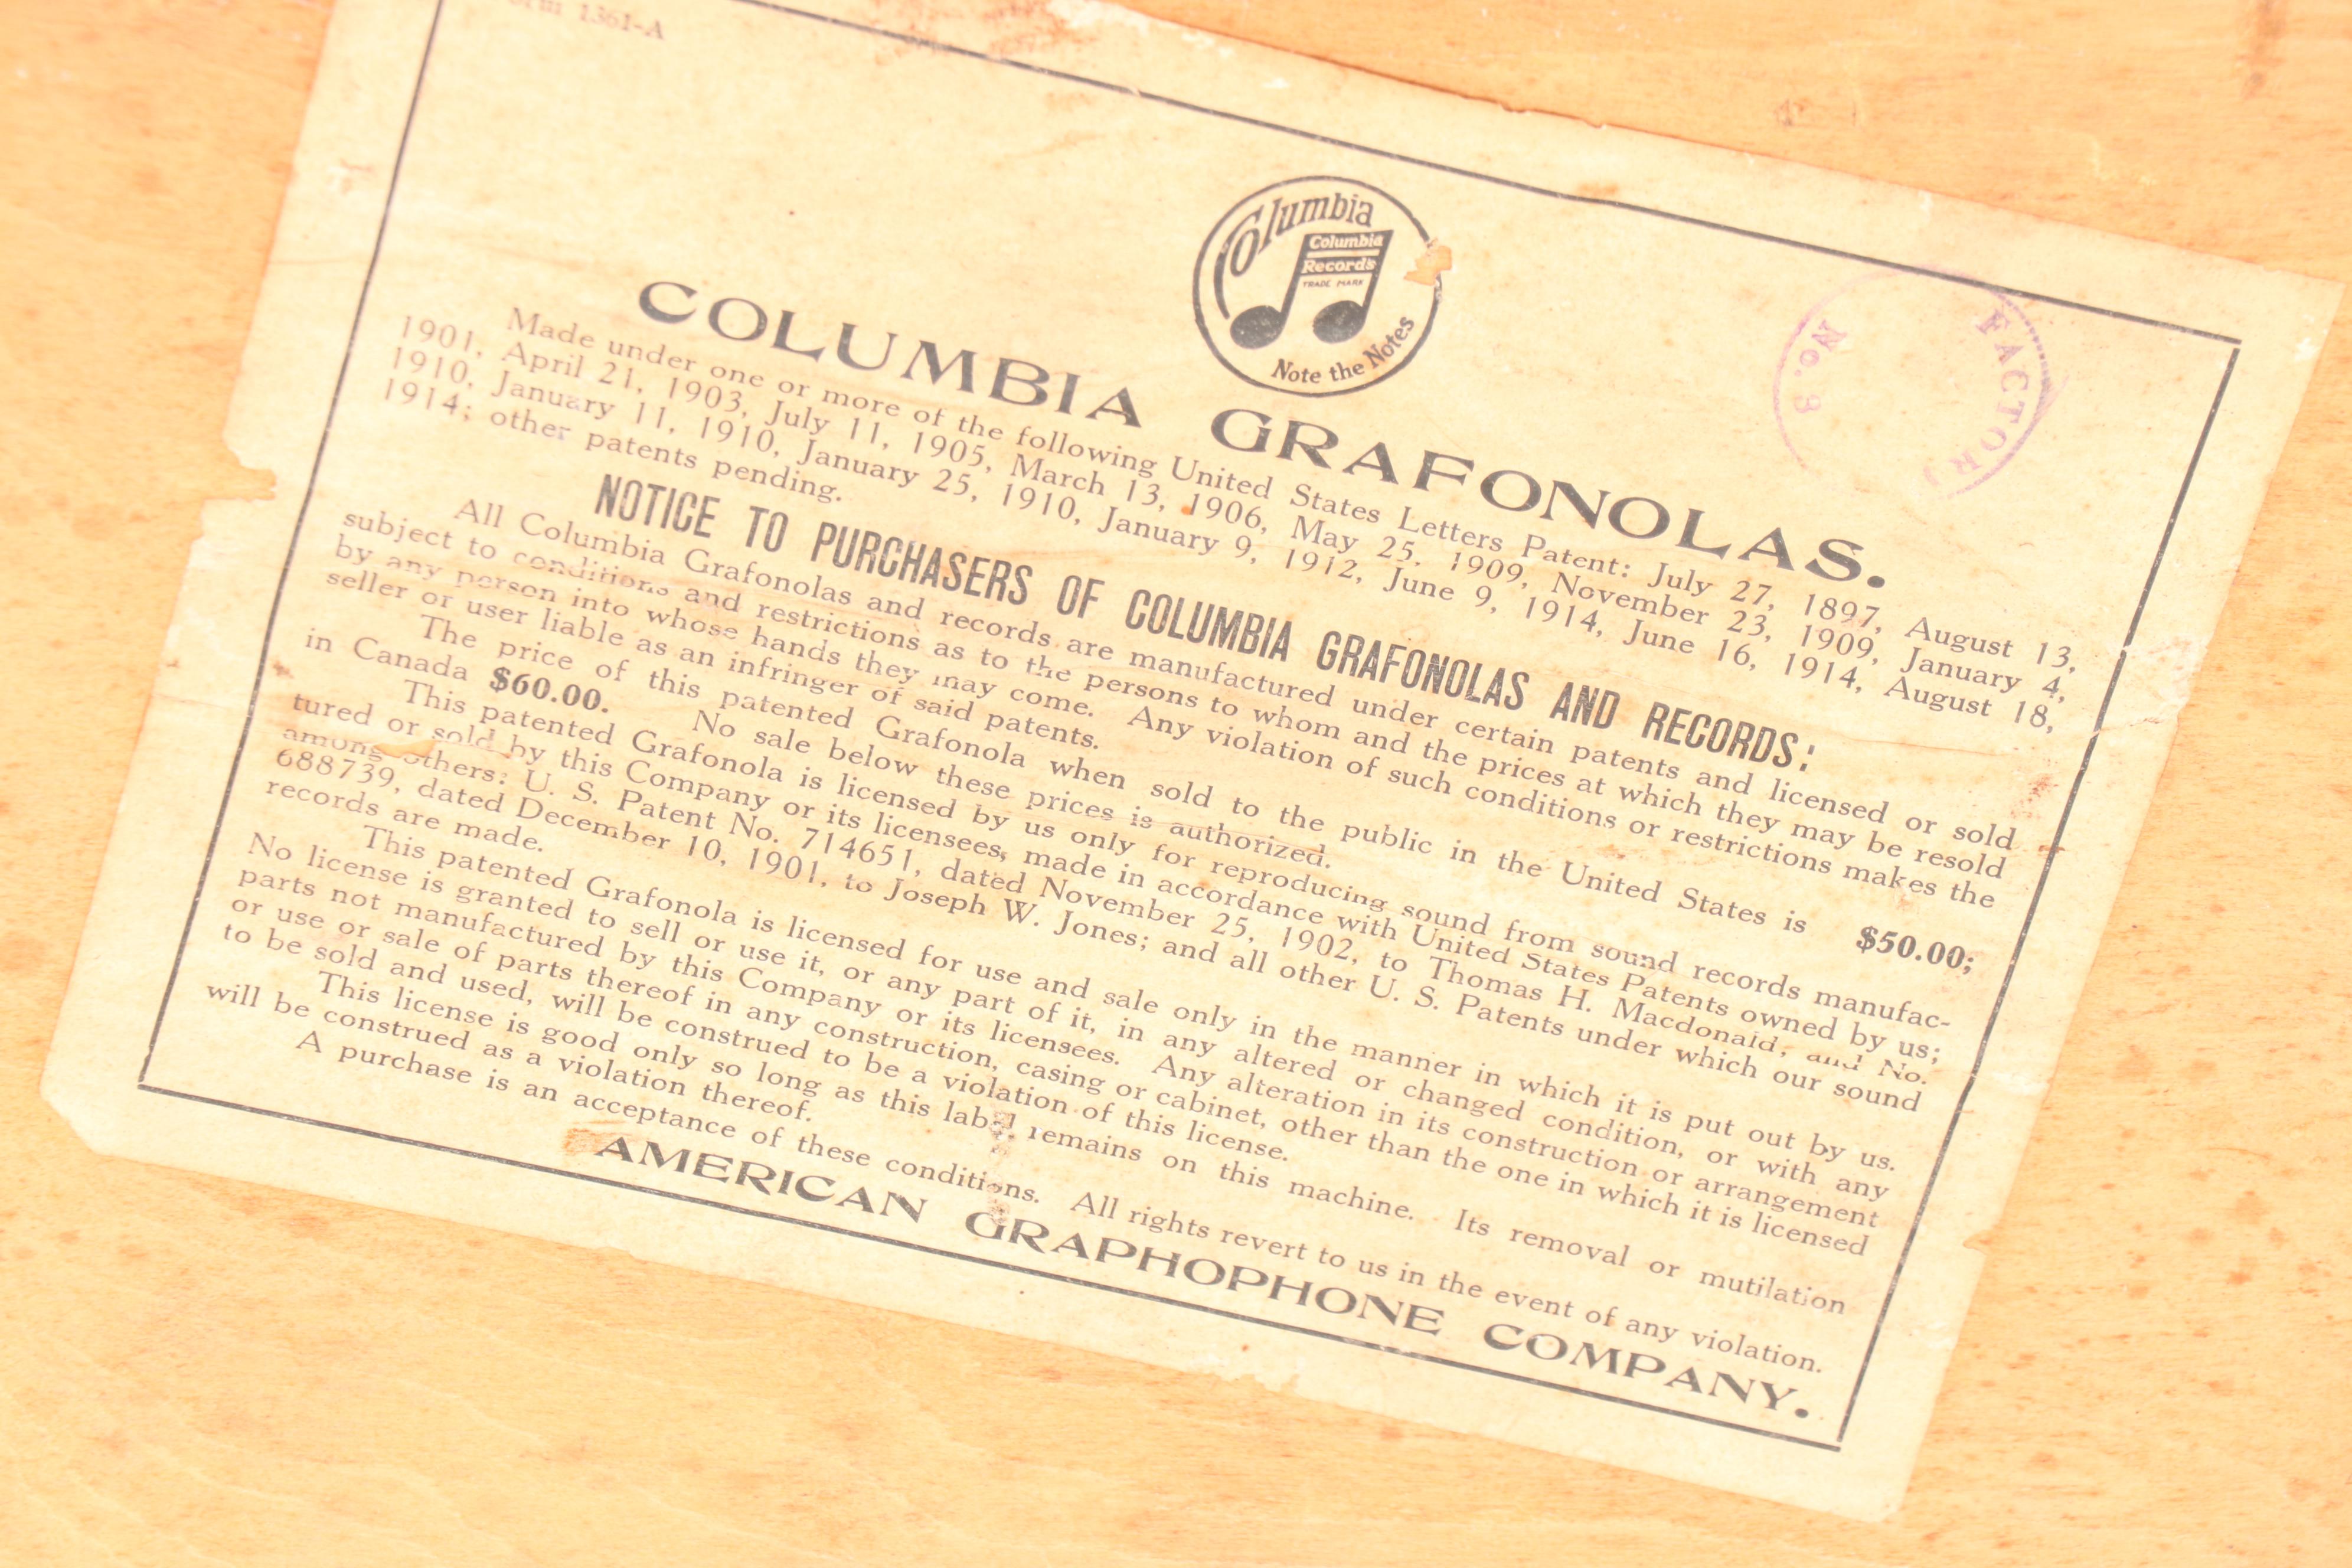 1361-A
Columbia
Columbia
Records
TRADE MARK
Note the Notes
FACTORY
No. 3
COLUMBIA GRAFONOLAS.
Made under one or more of the following United States Letters Patent: July 27, 1897, August 13,
1901, April 21, 1903, July 11, 1905, March 13, 1906, May 25, 1909, November 23, 1909, January 4,
1910, January 11, 1910, January 25, 1910, January 9, 1912, June 9, 1914, June 16, 1914, August 18,
1914; other patents pending.
NOTICE TO PURCHASERS OF COLUMBIA GRAFONOLAS AND RECORDS:
All Columbia Grafonolas and records are manufactured under certain patents and licensed or sold
subject to conditions and restrictions as to the persons to whom and the prices at which they may be resold
by any person into whose hands they may come. Any violation of such conditions or restrictions makes the
seller or user liable as an infringer of said patents.
The price of this patented Grafonola when sold to the public in the United States is $50.00;
in Canada $60.00. No sale below these prices is authorized.
This patented Grafonola is licensed by us only for reproducing sound from sound records manufac-
tured or sold by this Company or its licensees, made in accordance with United States Patents owned by us;
among others: U. S. Patent No. 714651, dated November 25, 1902, to Thomas H. Macdonald, and No.
688739, dated December 10, 1901, to Joseph W. Jones; and all other U. S. Patents under which our sound
records are made.
This patented Grafonola is licensed for use and sale only in the manner in which it is put out by us.
No license is granted to sell or use it, or any part of it, in any altered or changed condition, or with any
parts not manufactured by this Company or its licensees. Any alteration in its construction or arrangement
or use or sale of parts thereof in any construction, casing or cabinet, other than the one in which it is licensed
to be sold and used, will be construed to be a violation of this license.
This license is good only so long as this label remains on this machine. Its removal or mutilation
will be construed as a violation thereof.
A purchase is an acceptance of these conditions. All rights revert to us in the event of any violation.
AMERICAN GRAPHOPHONE COMPANY.